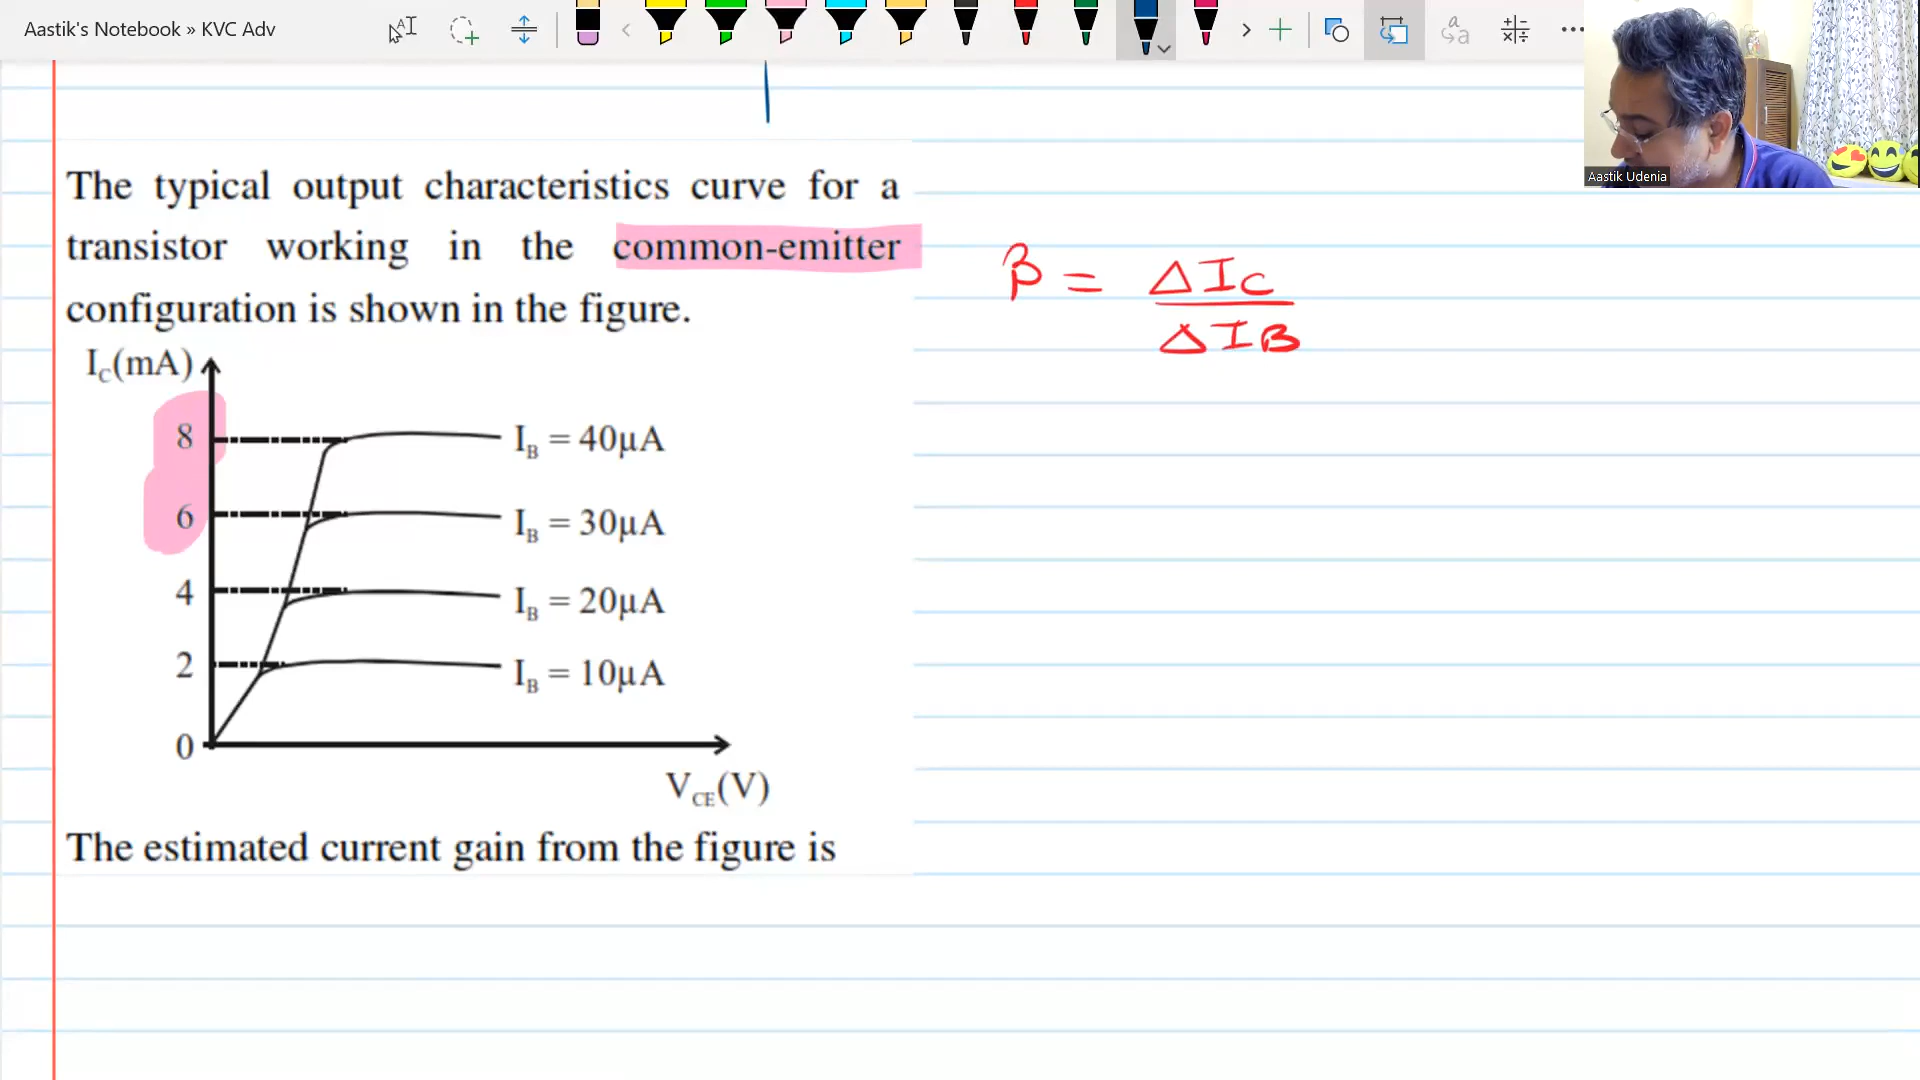 Aastik's Notebook » KVC Adv
Aastik Udenia
The typical output characteristics curve for a
transistor working in the common-emitter
configuration is shown in the figure.
I_C(mA)
8
I_B = 40µA
6
I_B = 30µA
4
I_B = 20µA
2
I_B = 10µA
0
V_CE(V)
The estimated current gain from the figure is
β = ΔI_C / ΔI_B